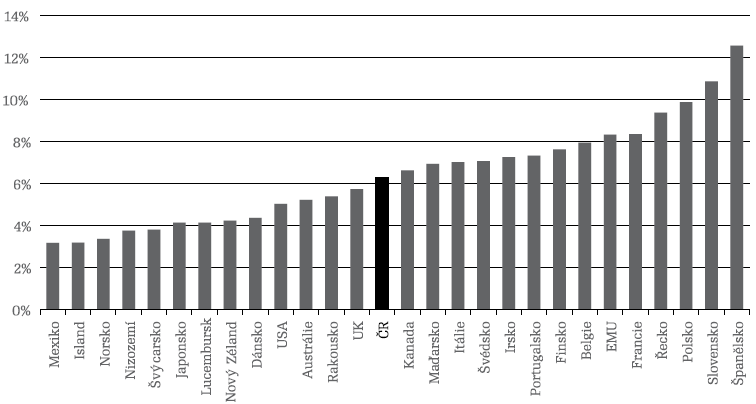 14%
12%
10%
8%
6%
4%
2%
0%
Mexiko
Island
Norsko
Nizozemí
Švýcarsko
Japonsko
Lucembursk
Nový Zéland
Dánsko
USA
Austrálie
Rakousko
UK
ČR
Kanada
Maďarsko
Itálie
Švédsko
Irsko
Portugalsko
Finsko
Belgie
EMU
Francie
Řecko
Polsko
Slovensko
Španělsko